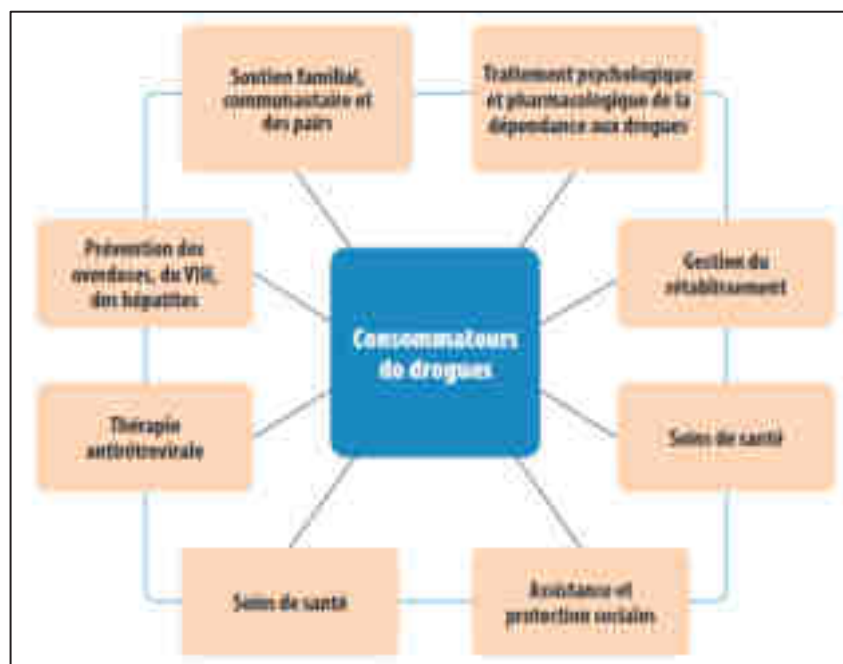 Soutien familial,
communautaire et
des pairs
Traitement psychologique
et pharmacologique de la
dépendance aux drogues
Prévention des
overdoses, du VIH,
des hépatites
Gestion du
rétablissement
Consommateurs
de drogues
Thérapie
antirétrovirale
Soins de santé
Soins de santé
Assistance et
protection sociales